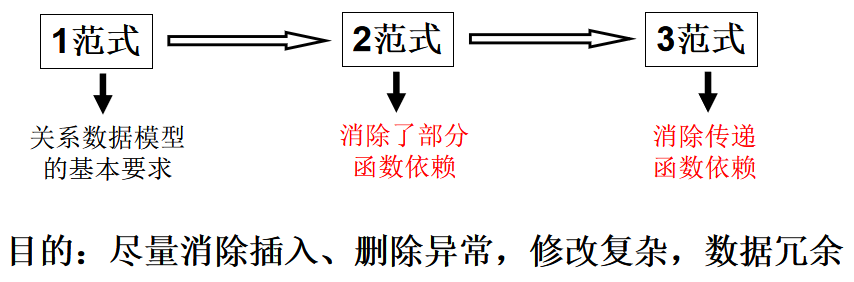 1范式
2范式
3范式
关系数据模型
的基本要求
消除了部分
函数依赖
消除传递
函数依赖
目的：尽量消除插入、删除异常，修改复杂，数据冗余